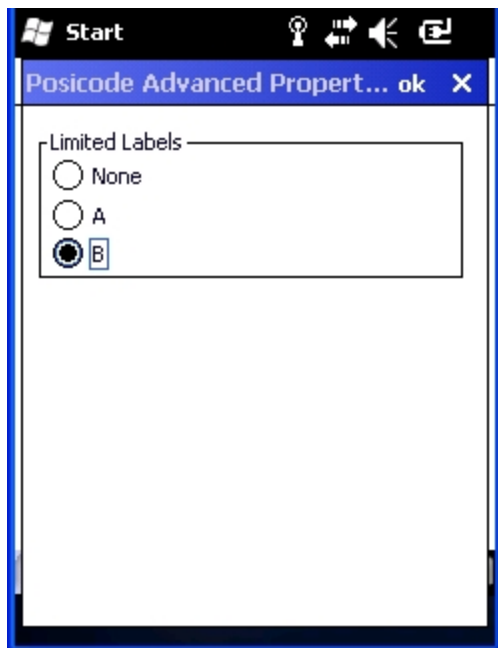 Start
Posicode Advanced Propert... ok
Limited Labels
None
A
B